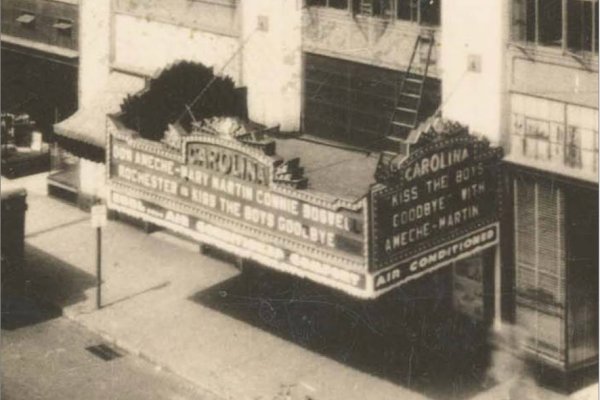 CAROLINA
DON AMECHE - MARY MARTIN CONNIE BOSWELL
ROCHESTER in KISS THE BOYS GOODBYE
AIR CONDITIONED COMFORT
CAROLINA
"KISS THE BOYS
GOODBYE" WITH
AMECHE-MARTIN
AIR CONDITIONED